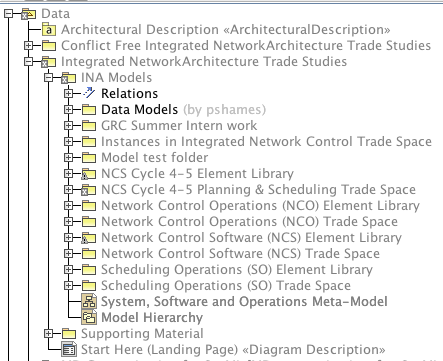 Data
Architectural Description «ArchitecturalDescription»
Conflict Free Integrated NetworkArchitecture Trade Studies
Integrated NetworkArchitecture Trade Studies
INA Models
Relations
Data Models (by pshames)
GRC Summer Intern work
Instances in Integrated Network Control Trade Space
Model test folder
NCS Cycle 4-5 Element Library
NCS Cycle 4-5 Planning & Scheduling Trade Space
Network Control Operations (NCO) Element Library
Network Control Operations (NCO) Trade Space
Network Control Software (NCS) Element Library
Network Control Software (NCS) Trade Space
Scheduling Operations (SO) Element Library
Scheduling Operations (SO) Trade Space
System, Software and Operations Meta-Model
Model Hierarchy
Supporting Material
Start Here (Landing Page) «Diagram Description»